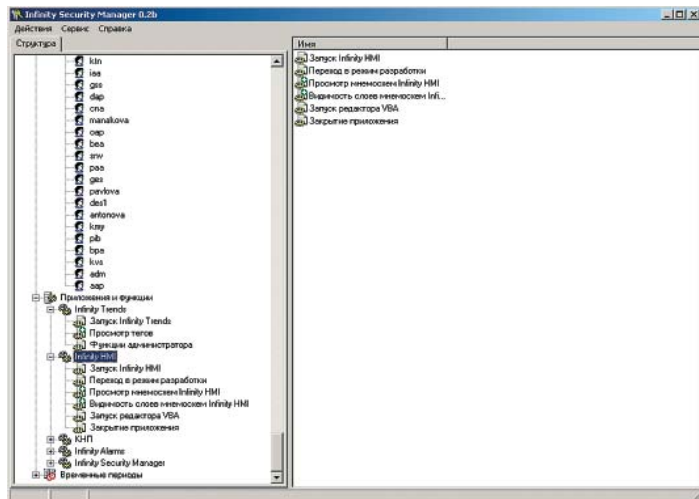 Infinity Security Manager 0.2b
Действия Сервис Справка
Структура
Имя
kln
iaa
gss
dap
cna
manakova
oap
bea
snv
paa
ges
pavlova
des1
antonova
kmy
pib
bpa
kvs
adm
aap
Приложения и функции
Infinity Trends
Запуск Infinity Trends
Просмотр тегов
Функции администратора
Infinity HMI
Запуск Infinity HMI
Переход в режим разработки
Просмотр мнемосхем Infinity HMI
Видимость слоев мнемосхем Infinity HMI
Запуск редактора VBA
Закрытие приложения
КНП
Infinity Alarms
Infinity Security Manager
Временные периоды
Запуск Infinity HMI
Переход в режим разработки
Просмотр мнемосхем Infinity HMI
Видимость слоев мнемосхем Infi...
Запуск редактора VBA
Закрытие приложения